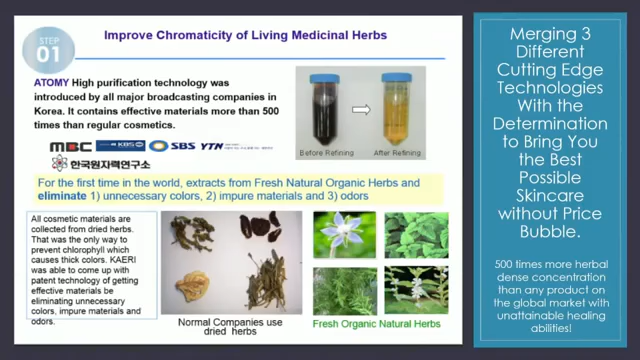 STEP
01
Improve Chromaticity of Living Medicinal Herbs
ATOMY High purification technology was
introduced by all major broadcasting companies in
Korea. It contains effective materials more than 500
times than regular cosmetics.
mBC KBS SBS YTN
한국원자력연구소
Before Refining
After Refining
For the first time in the world, extracts from Fresh Natural Organic Herbs and
eliminate 1) unnecessary colors, 2) impure materials and 3) odors
All cosmetic materials are
collected from dried herbs.
That was the only way to
prevent chlorophyll which
causes thick colors. KAERI
was able to come up with
patent technology of getting
effective materials be
eliminating unnecessary
colors, impure materials and
odors.
Normal Companies use
dried herbs
Fresh Organic Natural Herbs
Merging 3
Different
Cutting Edge
Technologies
With the
Determination
to Bring You
the Best
Possible
Skincare
without Price
Bubble.
500 times more herbal
dense concentration
than any product on
the global market with
unattainable healing
abilities!